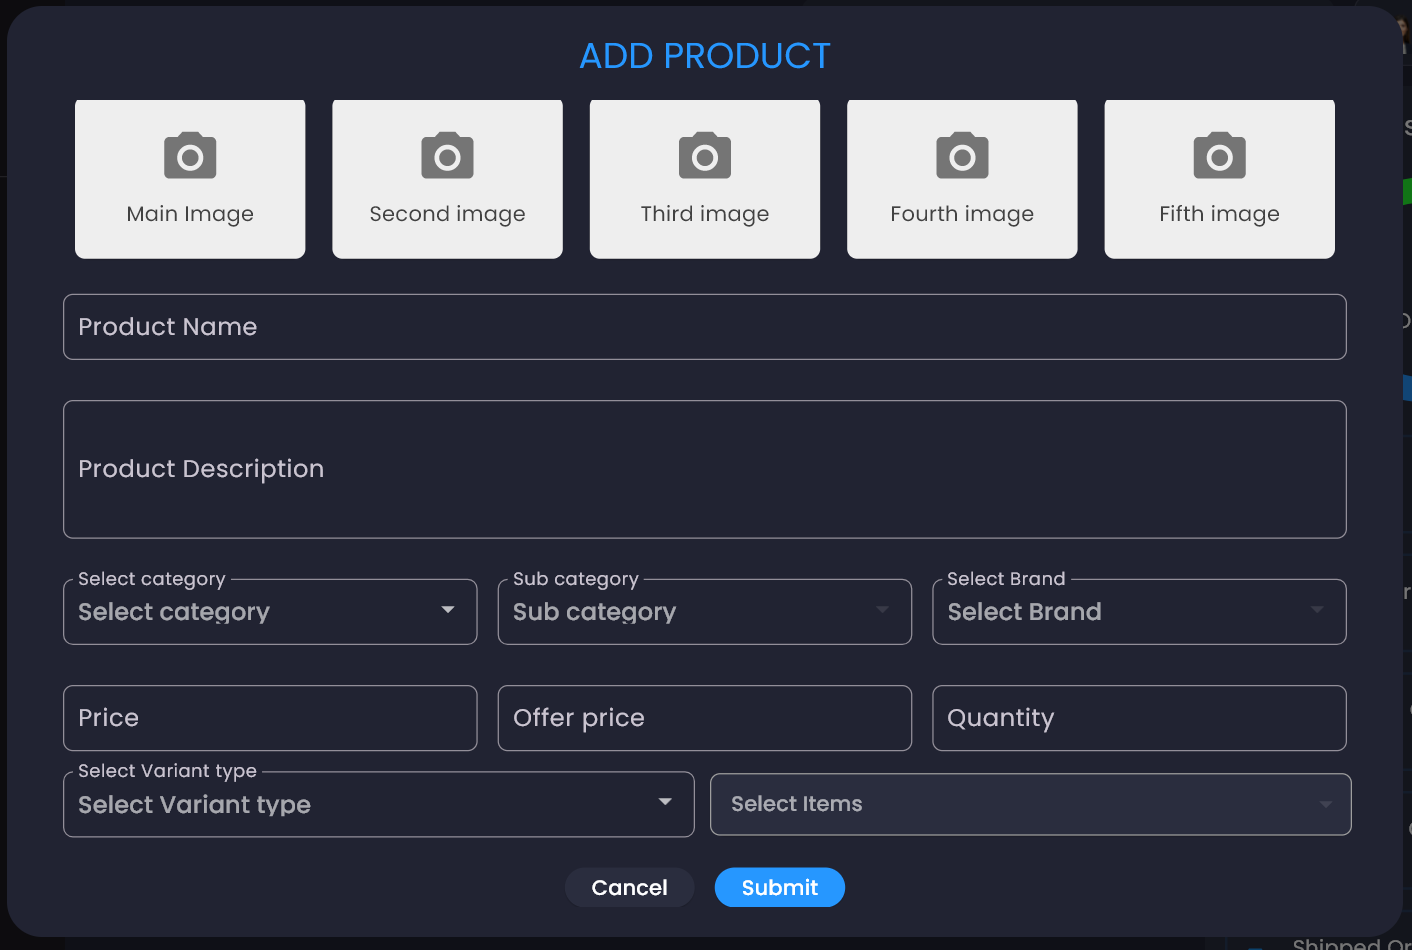 ADD PRODUCT
Main Image
Second image
Third image
Fourth image
Fifth image
Product Name
Product Description
Select category
Select category
Sub category
Sub category
Select Brand
Select Brand
Price
Offer price
Quantity
Select Variant type
Select Variant type
Select Items
Cancel
Submit
Shipped